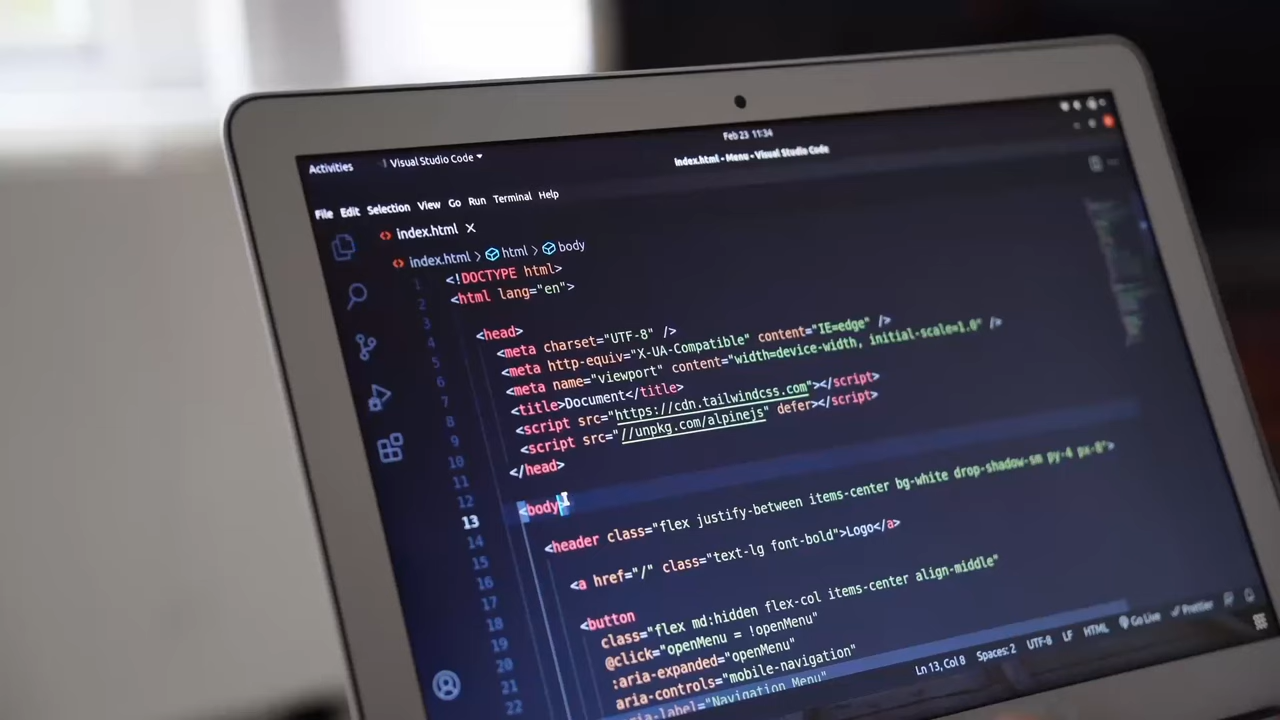 Feb 23 11:34
Activities Visual Studio Code
index.html - Menu - Visual Studio Code
File Edit Selection View Go Run Terminal Help
index.html
index.html > html > body
1 <!DOCTYPE html>
2 <html lang="en">
3
4 <head>
5 <meta charset="UTF-8" />
6 <meta http-equiv="X-UA-Compatible" content="IE=edge" />
7 <meta name="viewport" content="width=device-width, initial-scale=1.0" />
8 <title>Document</title>
9 <script src="https://cdn.tailwindcss.com"></script>
10 <script src="//unpkg.com/alpinejs" defer></script>
11 </head>
12
13 <body>
14
15 <header class="flex justify-between items-center bg-white drop-shadow-sm py-4 px-8">
16
17 <a href="/" class="text-lg font-bold">Logo</a>
18
19 <button
20 class="flex md:hidden flex-col items-center align-middle"
21 @click="openMenu = !openMenu"
22 :aria-expanded="openMenu"
aria-controls="mobile-navigation"
aria-label="Navigation Menu"
Ln 13, Col 8 Spaces: 2 UTF-8 LF HTML Go Live Prettier